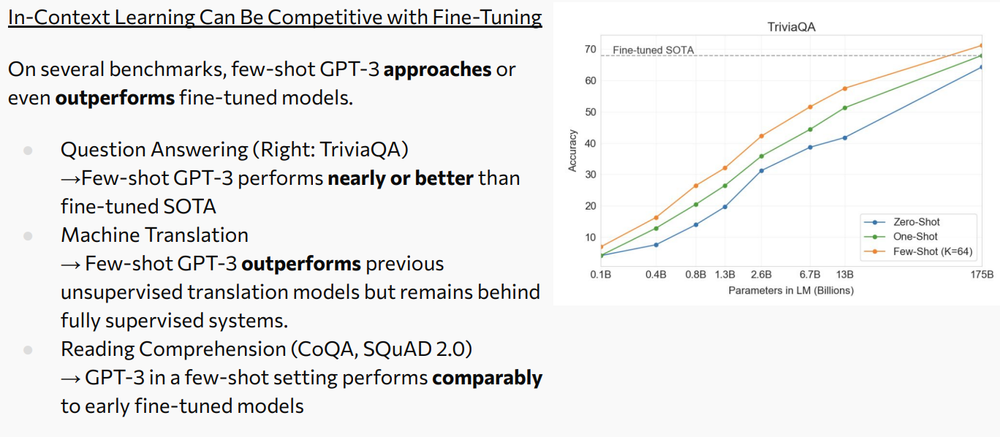 In-Context Learning Can Be Competitive with Fine-Tuning
On several benchmarks, few-shot GPT-3 approaches or
even outperforms fine-tuned models.
● Question Answering (Right: TriviaQA)
→Few-shot GPT-3 performs nearly or better than
fine-tuned SOTA
● Machine Translation
→ Few-shot GPT-3 outperforms previous
unsupervised translation models but remains behind
fully supervised systems.
● Reading Comprehension (CoQA, SQuAD 2.0)
→ GPT-3 in a few-shot setting performs comparably
to early fine-tuned models
TriviaQA
Fine-tuned SOTA
Accuracy
70
60
50
40
30
20
10
Zero-Shot
One-Shot
Few-Shot (K=64)
0.1B 0.4B 0.8B 1.3B 2.6B 6.7B 13B 175B
Parameters in LM (Billions)